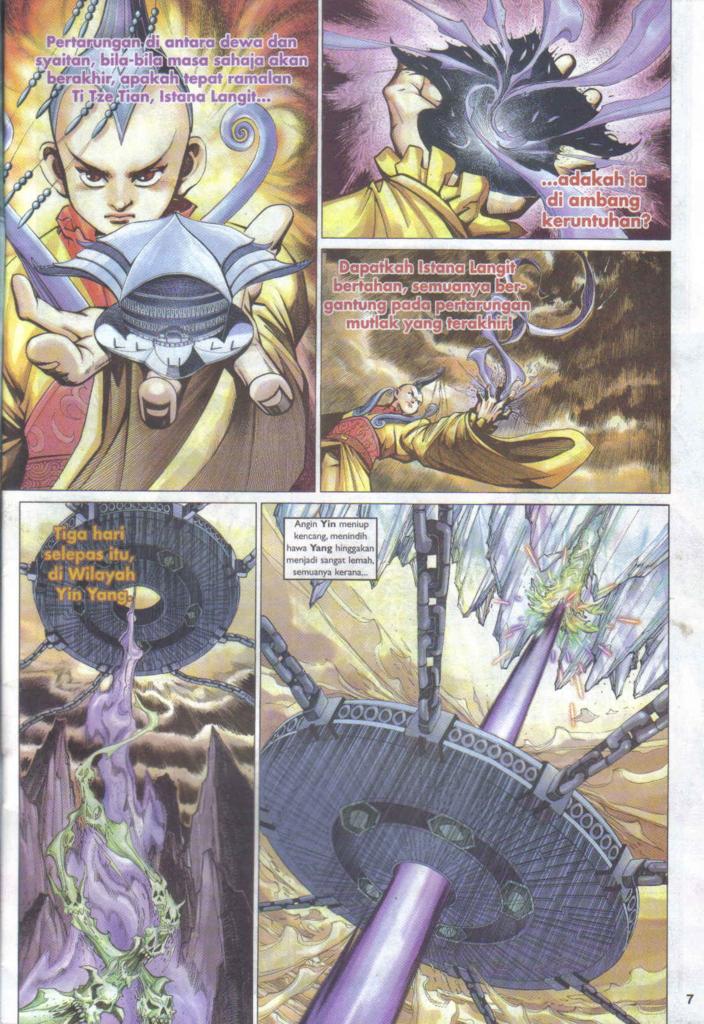 Pertarungan di antara dewa dan
syaitan, bila-bila masa sahaja akan
berakhir, apakah tepat ramalan
Ti Tze Tian, Istana Langit...
...adakah ia
di ambang
keruntuhan?
Dapatkah Istana Langit
bertahan, semuanya ber-
gantung pada pertarungan
mutlak yang terakhir!
Tiga hari
selepas itu,
di Wilayah
Yin Yang.
Angin Yin meniup
kencang, menindih
hawa Yang hinggakan
menjadi sangat lemah,
semuanya kerana...
7